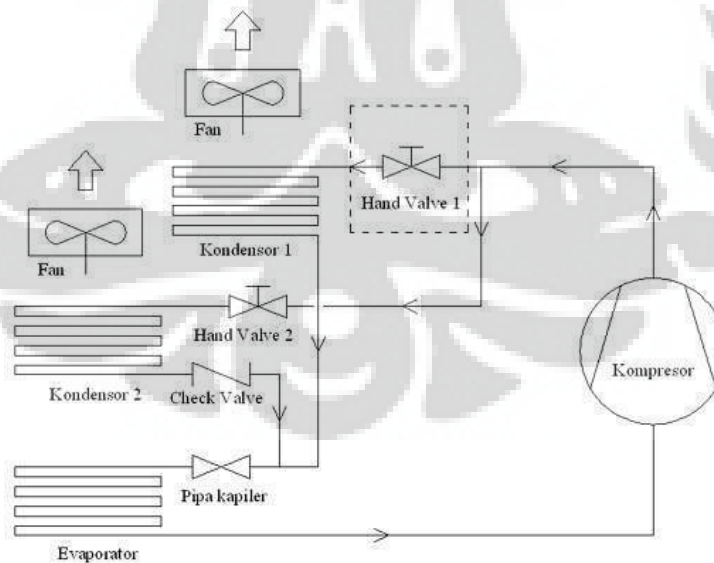 Fan
Hand Valve 1
Kondensor 1
Fan
Hand Valve 2
Kondensor 2
Check Valve
Kompresor
Pipa kapiler
Evaporator